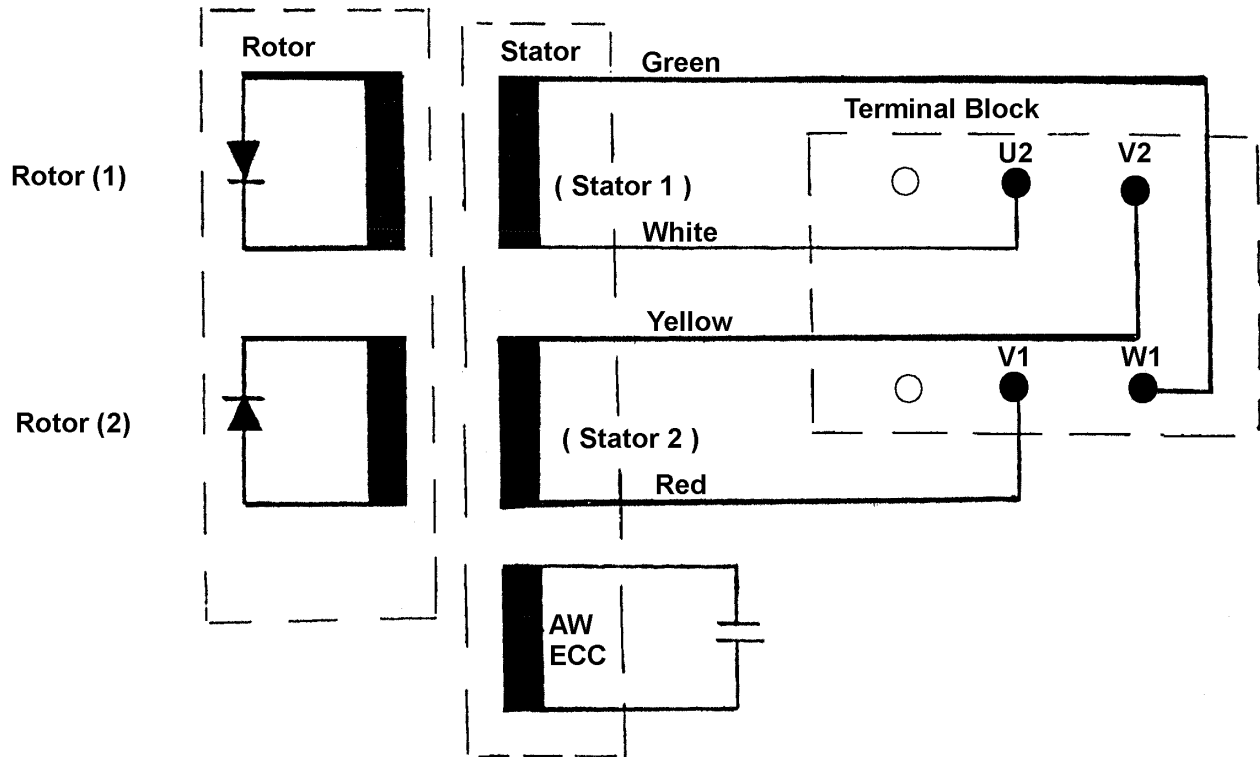 Rotor
Stator
Green
Terminal Block
U2
V2
Rotor (1)
( Stator 1 )
White
Yellow
V1
W1
Rotor (2)
( Stator 2 )
Red
AW
ECC